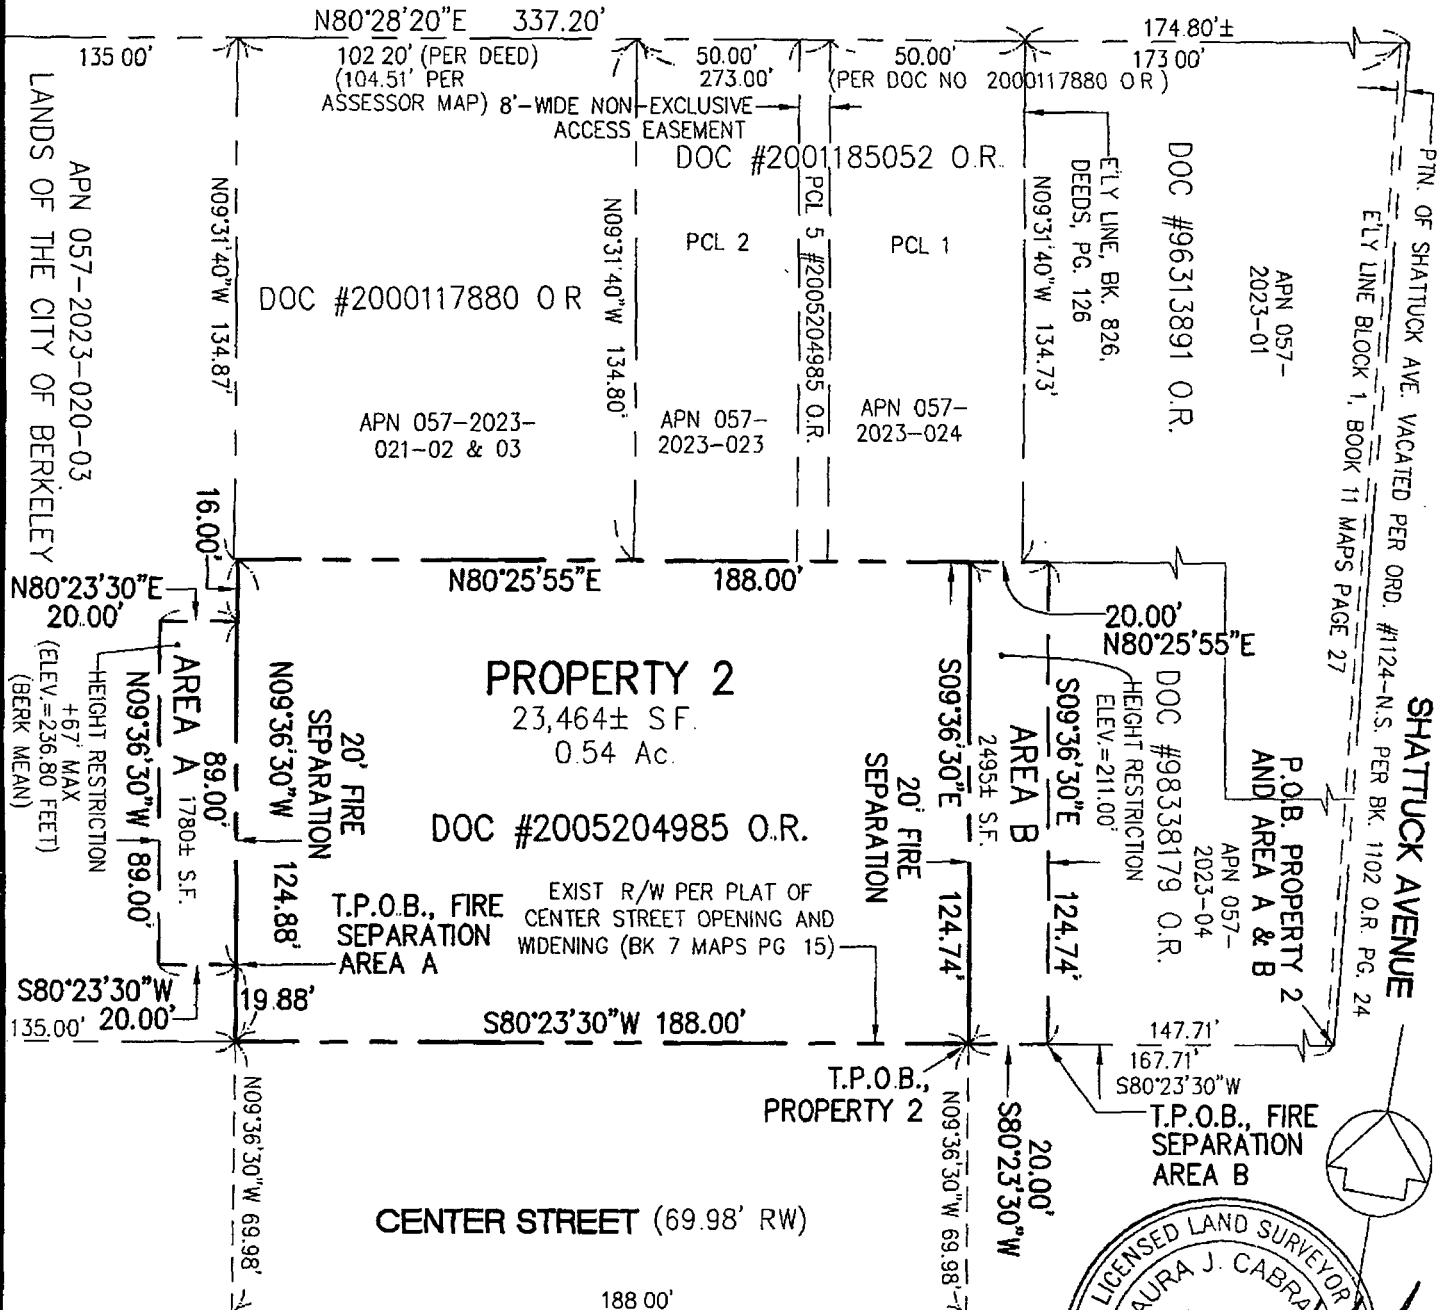 N80°28'20"E 337.20'
135 00'
102 20' (PER DEED)
(104.51' PER
ASSESSOR MAP)
50.00'
50.00'
273.00'
(PER DOC NO 2000117880 OR)
174.80'±
173 00'
8'-WIDE NON-EXCLUSIVE
ACCESS EASEMENT
DOC #2001185052 O.R.
LANDS OF THE CITY OF BERKELEY
APN 057-2023-020-03
N09°31'40"W 134.87'
DOC #2000117880 O R
APN 057-2023-
021-02 & 03
N09°31'40"W 134.80'
PCL 2
APN 057-
2023-023
PCL 5 #2005204985 O.R.
PCL 1
APN 057-
2023-024
N09°31'40"W 134.73'
E'LY LINE, BK. 826,
DEEDS, PG. 126
DOC #96313891 O.R.
APN 057-
2023-01
E'LY LINE BLOCK 1, BOOK 11 MAPS PAGE 27
PTN. OF SHATTUCK AVE. VACATED PER ORD. #1124-N.S. PER BK. 1102 O.R. PG. 24
SHATTUCK AVENUE
16.00'
N80°23'30"E
20.00'
N80°25'55"E 188.00'
20.00'
N80°25'55"E
AREA A 1780± S.F.
HEIGHT RESTRICTION
+67' MAX
(ELEV.=236.80 FEET)
(BERK MEAN)
N09°36'30"W 89.00'
89.00'
N09°36'30"W 124.88'
20' FIRE
SEPARATION
PROPERTY 2
23,464± S F.
0.54 Ac.
DOC #2005204985 O.R.
20' FIRE
SEPARATION
S09°36'30"E 124.74'
AREA B
2495± S.F.
S09°36'30"E 124.74'
HEIGHT RESTRICTION
ELEV.=211.00'
DOC #98338179 O.R.
APN 057-
2023-04
P.O.B. PROPERTY 2
AND AREA A & B
T.P.O.B., FIRE
SEPARATION
AREA A
EXIST R/W PER PLAT OF
CENTER STREET OPENING AND
WIDENING (BK 7 MAPS PG 15)
S80°23'30"W
20.00'
135.00'
19.88'
S80°23'30"W 188.00'
147.71'
167.71'
S80°23'30"W
T.P.O.B.,
PROPERTY 2
20.00'
S80°23'30"W
T.P.O.B., FIRE
SEPARATION
AREA B
N09°36'30"W 69.98'
N09°36'30"W 69.98'
CENTER STREET (69.98' RW)
188 00'
LICENSED LAND SURVEYOR
AURA J. CABRA